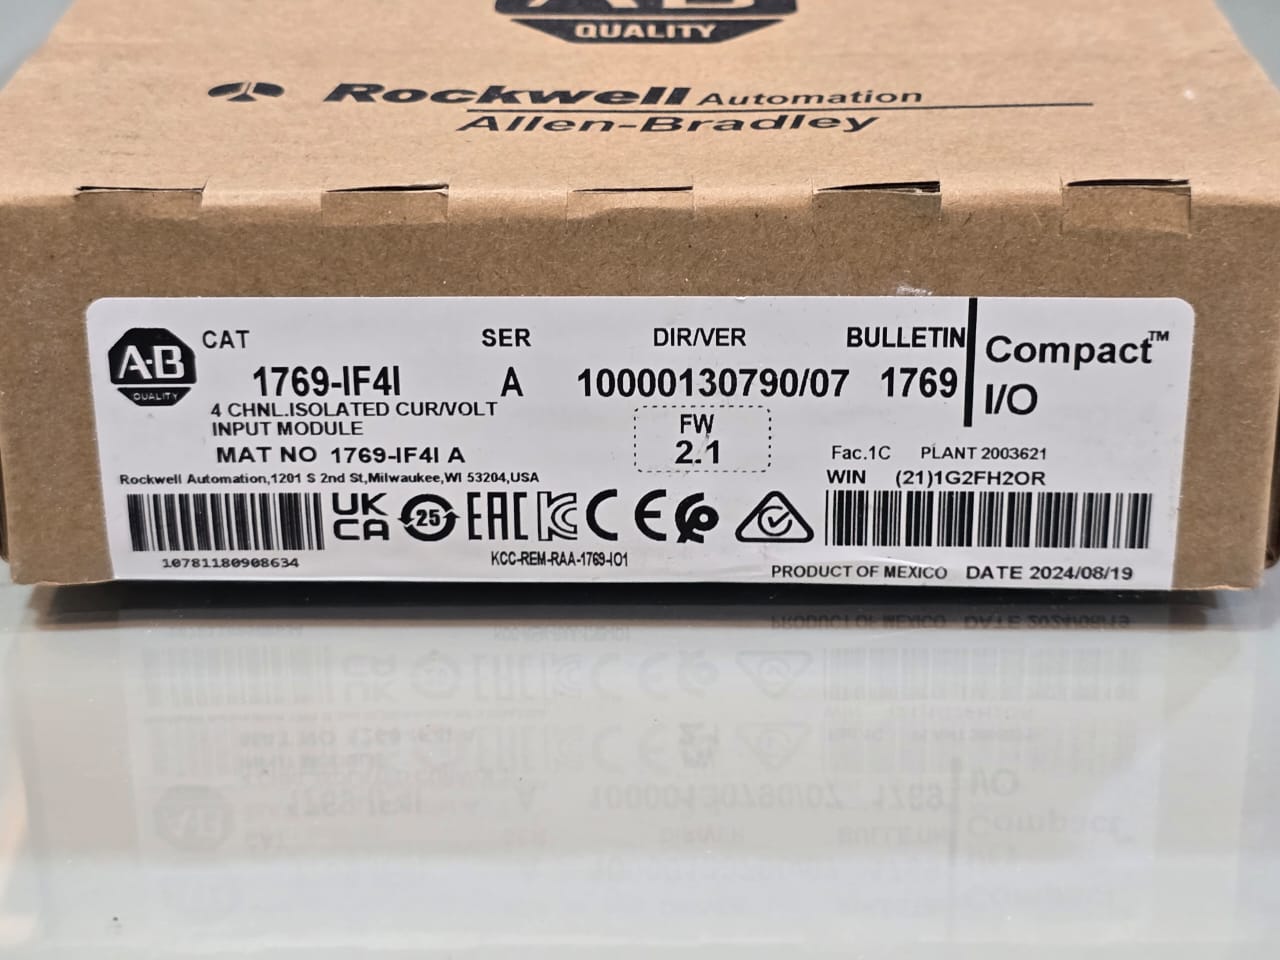 A-B
QUALITY
Rockwell Automation
Allen-Bradley
A-B
QUALITY
CAT
SER
DIR/VER
BULLETIN
Compact™
I/O
1769-IF4I
A
10000130790/07
1769
4 CHNL.ISOLATED CUR/VOLT
INPUT MODULE
FW
2.1
MAT NO 1769-IF4I A
Fac.1C PLANT 2003621
Rockwell Automation,1201 S 2nd St,Milwaukee,WI 53204,USA
WIN (21)1G2FH2OR
UK
CA
25
EAC
KC
CE
10781180908634
KCC-REM-RAA-1769-IO1
PRODUCT OF MEXICO DATE 2024/08/19